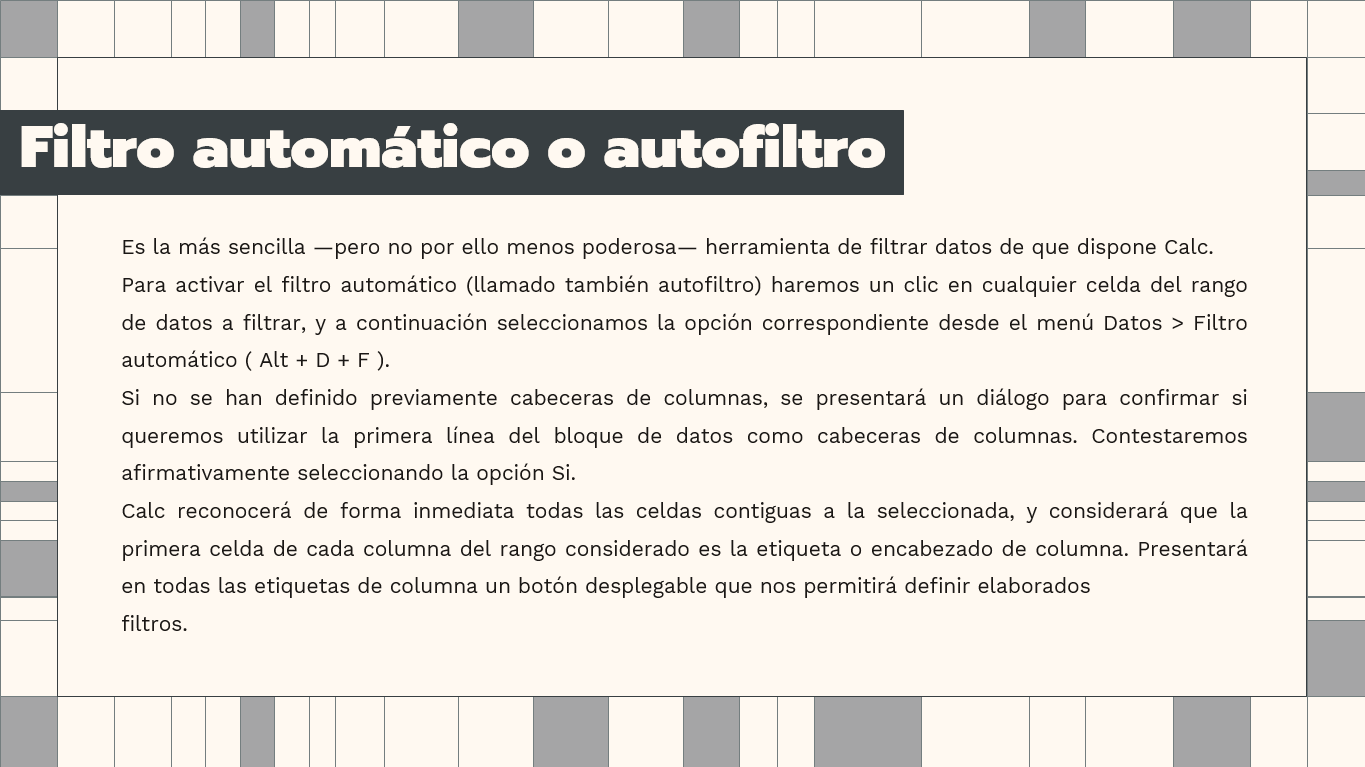 Filtro automático o autofiltro
Es la más sencilla —pero no por ello menos poderosa— herramienta de filtrar datos de que dispone Calc.
Para activar el filtro automático (llamado también autofiltro) haremos un clic en cualquier celda del rango
de datos a filtrar, y a continuación seleccionamos la opción correspondiente desde el menú Datos > Filtro
automático ( Alt + D + F ).
Si no se han definido previamente cabeceras de columnas, se presentará un diálogo para confirmar si
queremos utilizar la primera línea del bloque de datos como cabeceras de columnas. Contestaremos
afirmativamente seleccionando la opción Si.
Calc reconocerá de forma inmediata todas las celdas contiguas a la seleccionada, y considerará que la
primera celda de cada columna del rango considerado es la etiqueta o encabezado de columna. Presentará
en todas las etiquetas de columna un botón desplegable que nos permitirá definir elaborados
filtros.